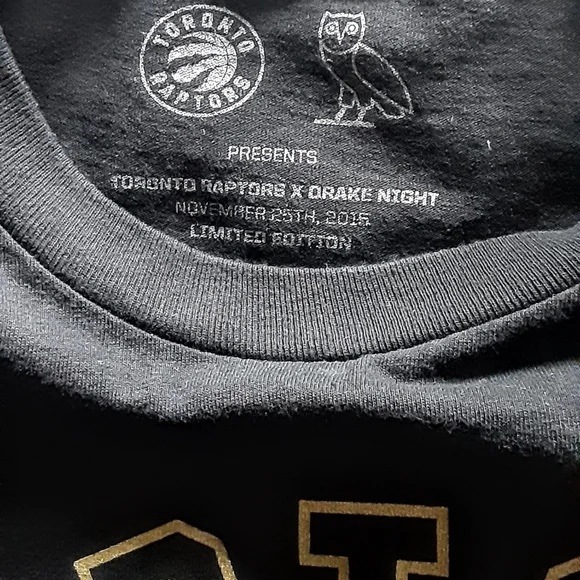 TORONTO
RAPTORS
PRESENTS
TORONTO RAPTORS X DRAKE NIGHT
NOVEMBER 25TH, 2015
LIMITED EDITION